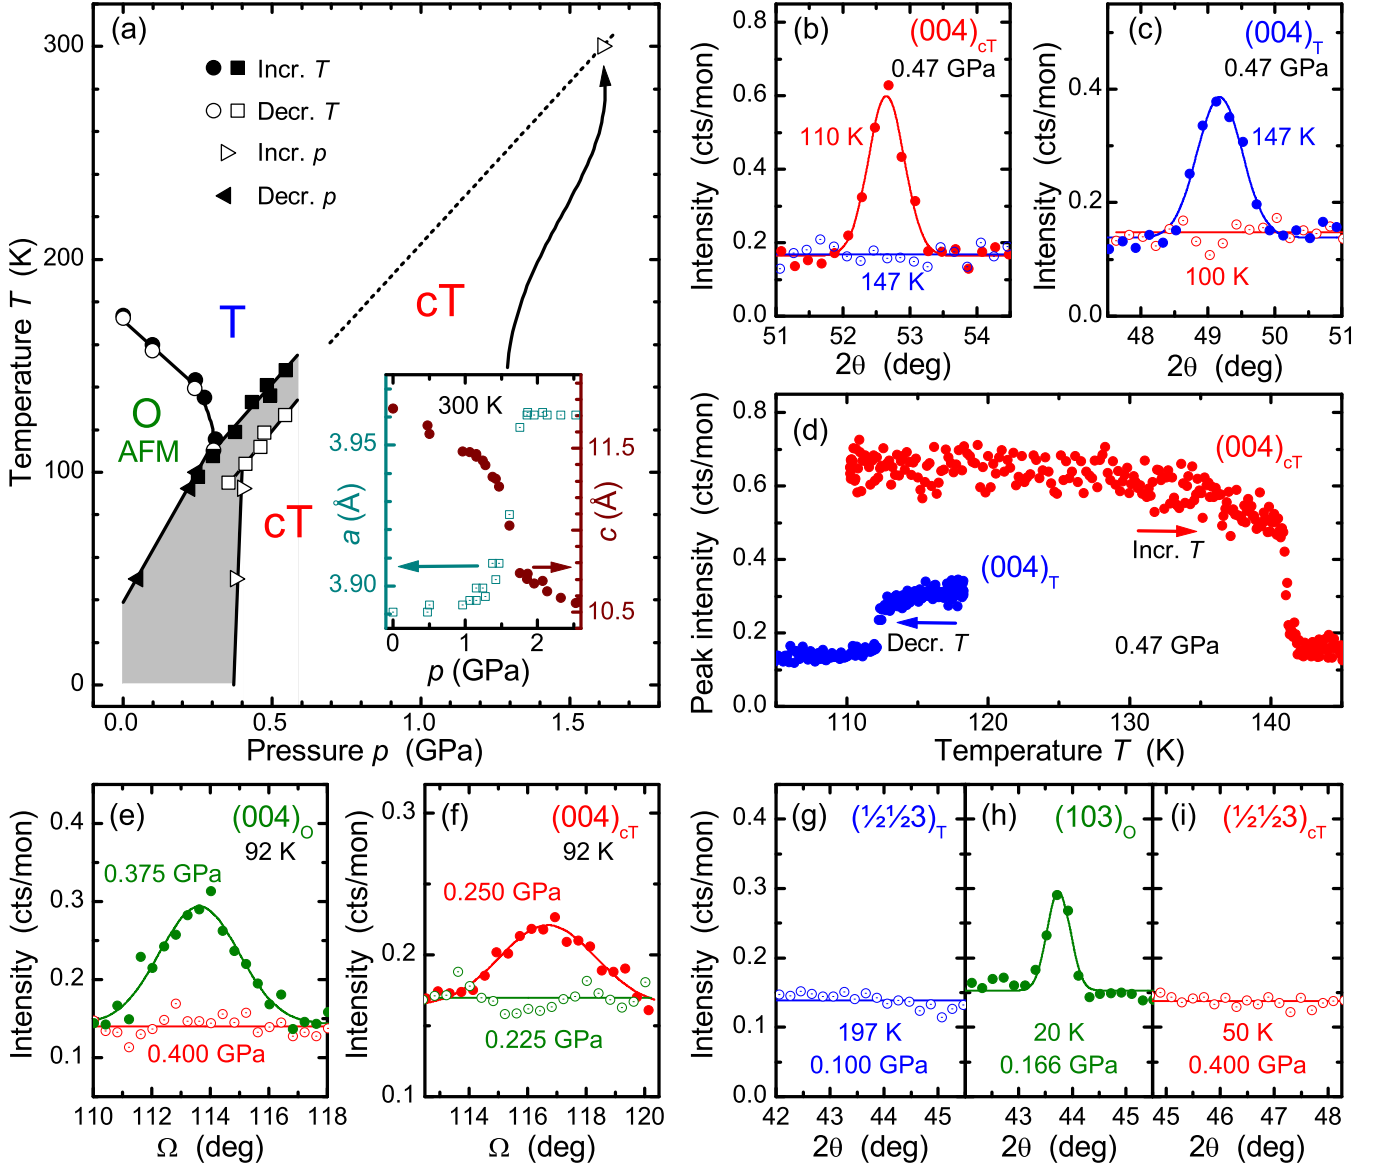 (a)
Incr. T
Decr. T
Incr. p
Decr. p
T
cT
O
AFM
cT
300
200
100
0
0.0
0.5
1.0
1.5
Temperature T (K)
Pressure p (GPa)
300 K
3.95
3.90
a (Å)
11.5
10.5
c (Å)
0
1
2
p (GPa)
(b)
(004)cT
0.47 GPa
110 K
147 K
0.8
0.6
0.4
0.2
0.0
51
52
53
54
Intensity (cts/mon)
2θ (deg)
(c)
(004)T
0.47 GPa
147 K
100 K
0.4
0.2
0.0
48
49
50
51
Intensity (cts/mon)
2θ (deg)
(d)
(004)cT
Incr. T
(004)T
Decr. T
0.47 GPa
0.8
0.6
0.4
0.2
0.0
110
120
130
140
Peak intensity (cts/mon)
Temperature T (K)
(e)
(004)O
92 K
0.375 GPa
0.400 GPa
0.4
0.3
0.2
0.1
110
112
114
116
118
Intensity (cts/mon)
Ω (deg)
(f)
(004)cT
92 K
0.250 GPa
0.225 GPa
0.3
0.2
0.1
114
116
118
120
Intensity (cts/mon)
Ω (deg)
(g)
(½½3)T
197 K
0.100 GPa
0.4
0.3
0.2
0.1
0.0
42
43
44
45
Intensity (cts/mon)
2θ (deg)
(h)
(103)O
20 K
0.166 GPa
43
44
45
2θ (deg)
(i)
(½½3)cT
50 K
0.400 GPa
45
46
47
48
2θ (deg)